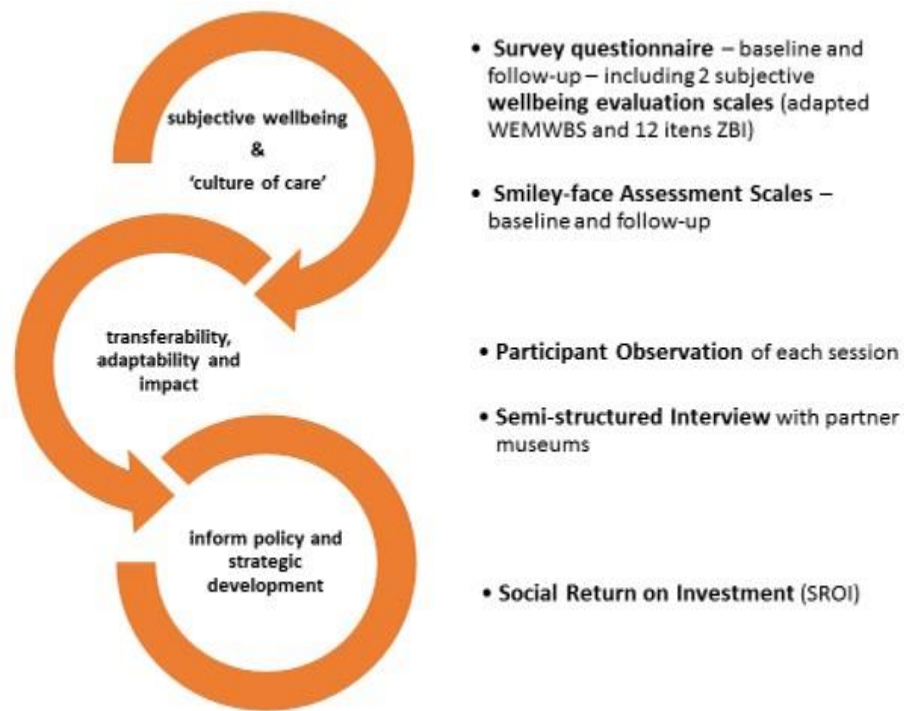 subjective wellbeing
&
‘culture of care’
• Survey questionnaire – baseline and
follow-up – including 2 subjective
wellbeing evaluation scales (adapted
WEMWBS and 12 itens ZBI)
• Smiley-face Assessment Scales –
baseline and follow-up
transferability,
adaptability and
impact
• Participant Observation of each session
• Semi-structured Interview with partner
museums
inform policy and
strategic
development
• Social Return on Investment (SROI)